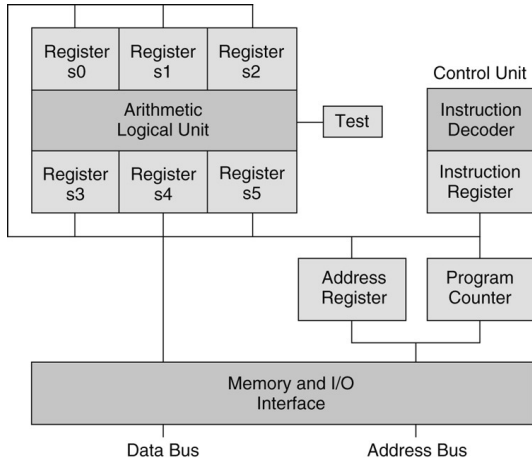 Register
s0
Register
s1
Register
s2
Control Unit
Arithmetic
Logical Unit
Test
Instruction
Decoder
Register
s3
Register
s4
Register
s5
Instruction
Register
Address
Register
Program
Counter
Memory and I/O
Interface
Data Bus
Address Bus